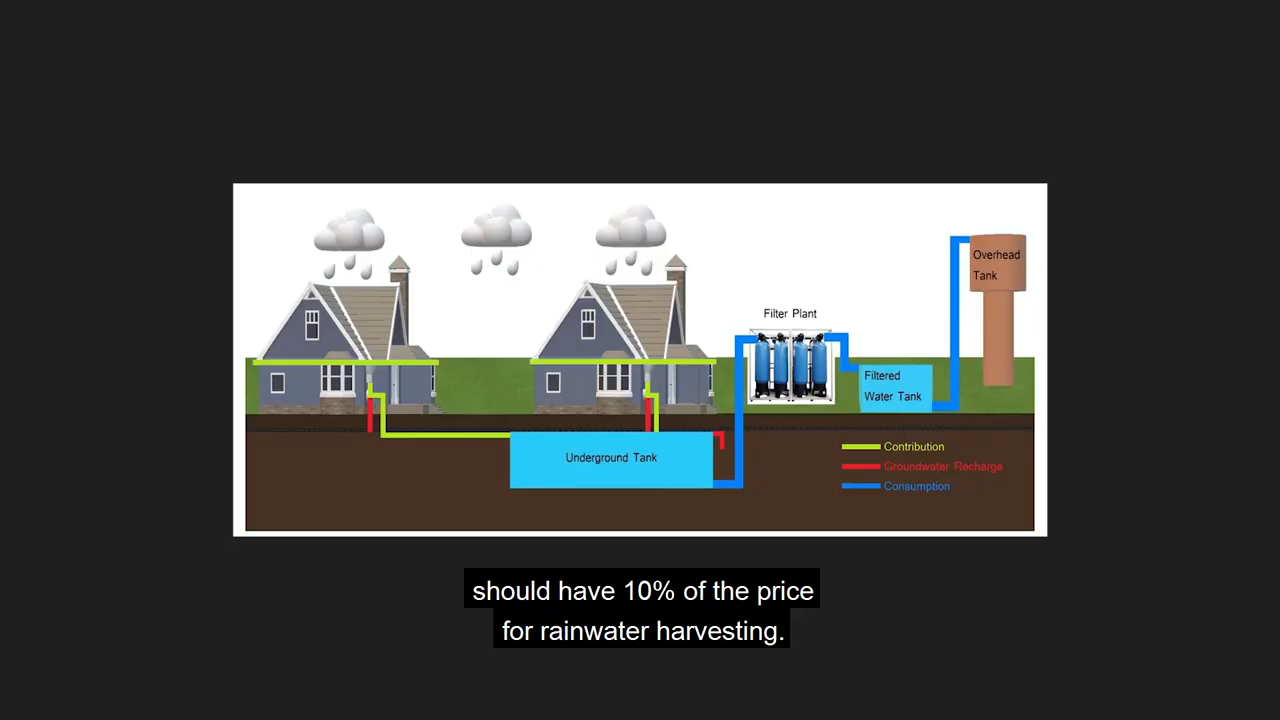 Overhead
Tank
Filter Plant
Filtered
Water Tank
Underground Tank
Contribution
Groundwater Recharge
Consumption
should have 10% of the price
for rainwater harvesting.